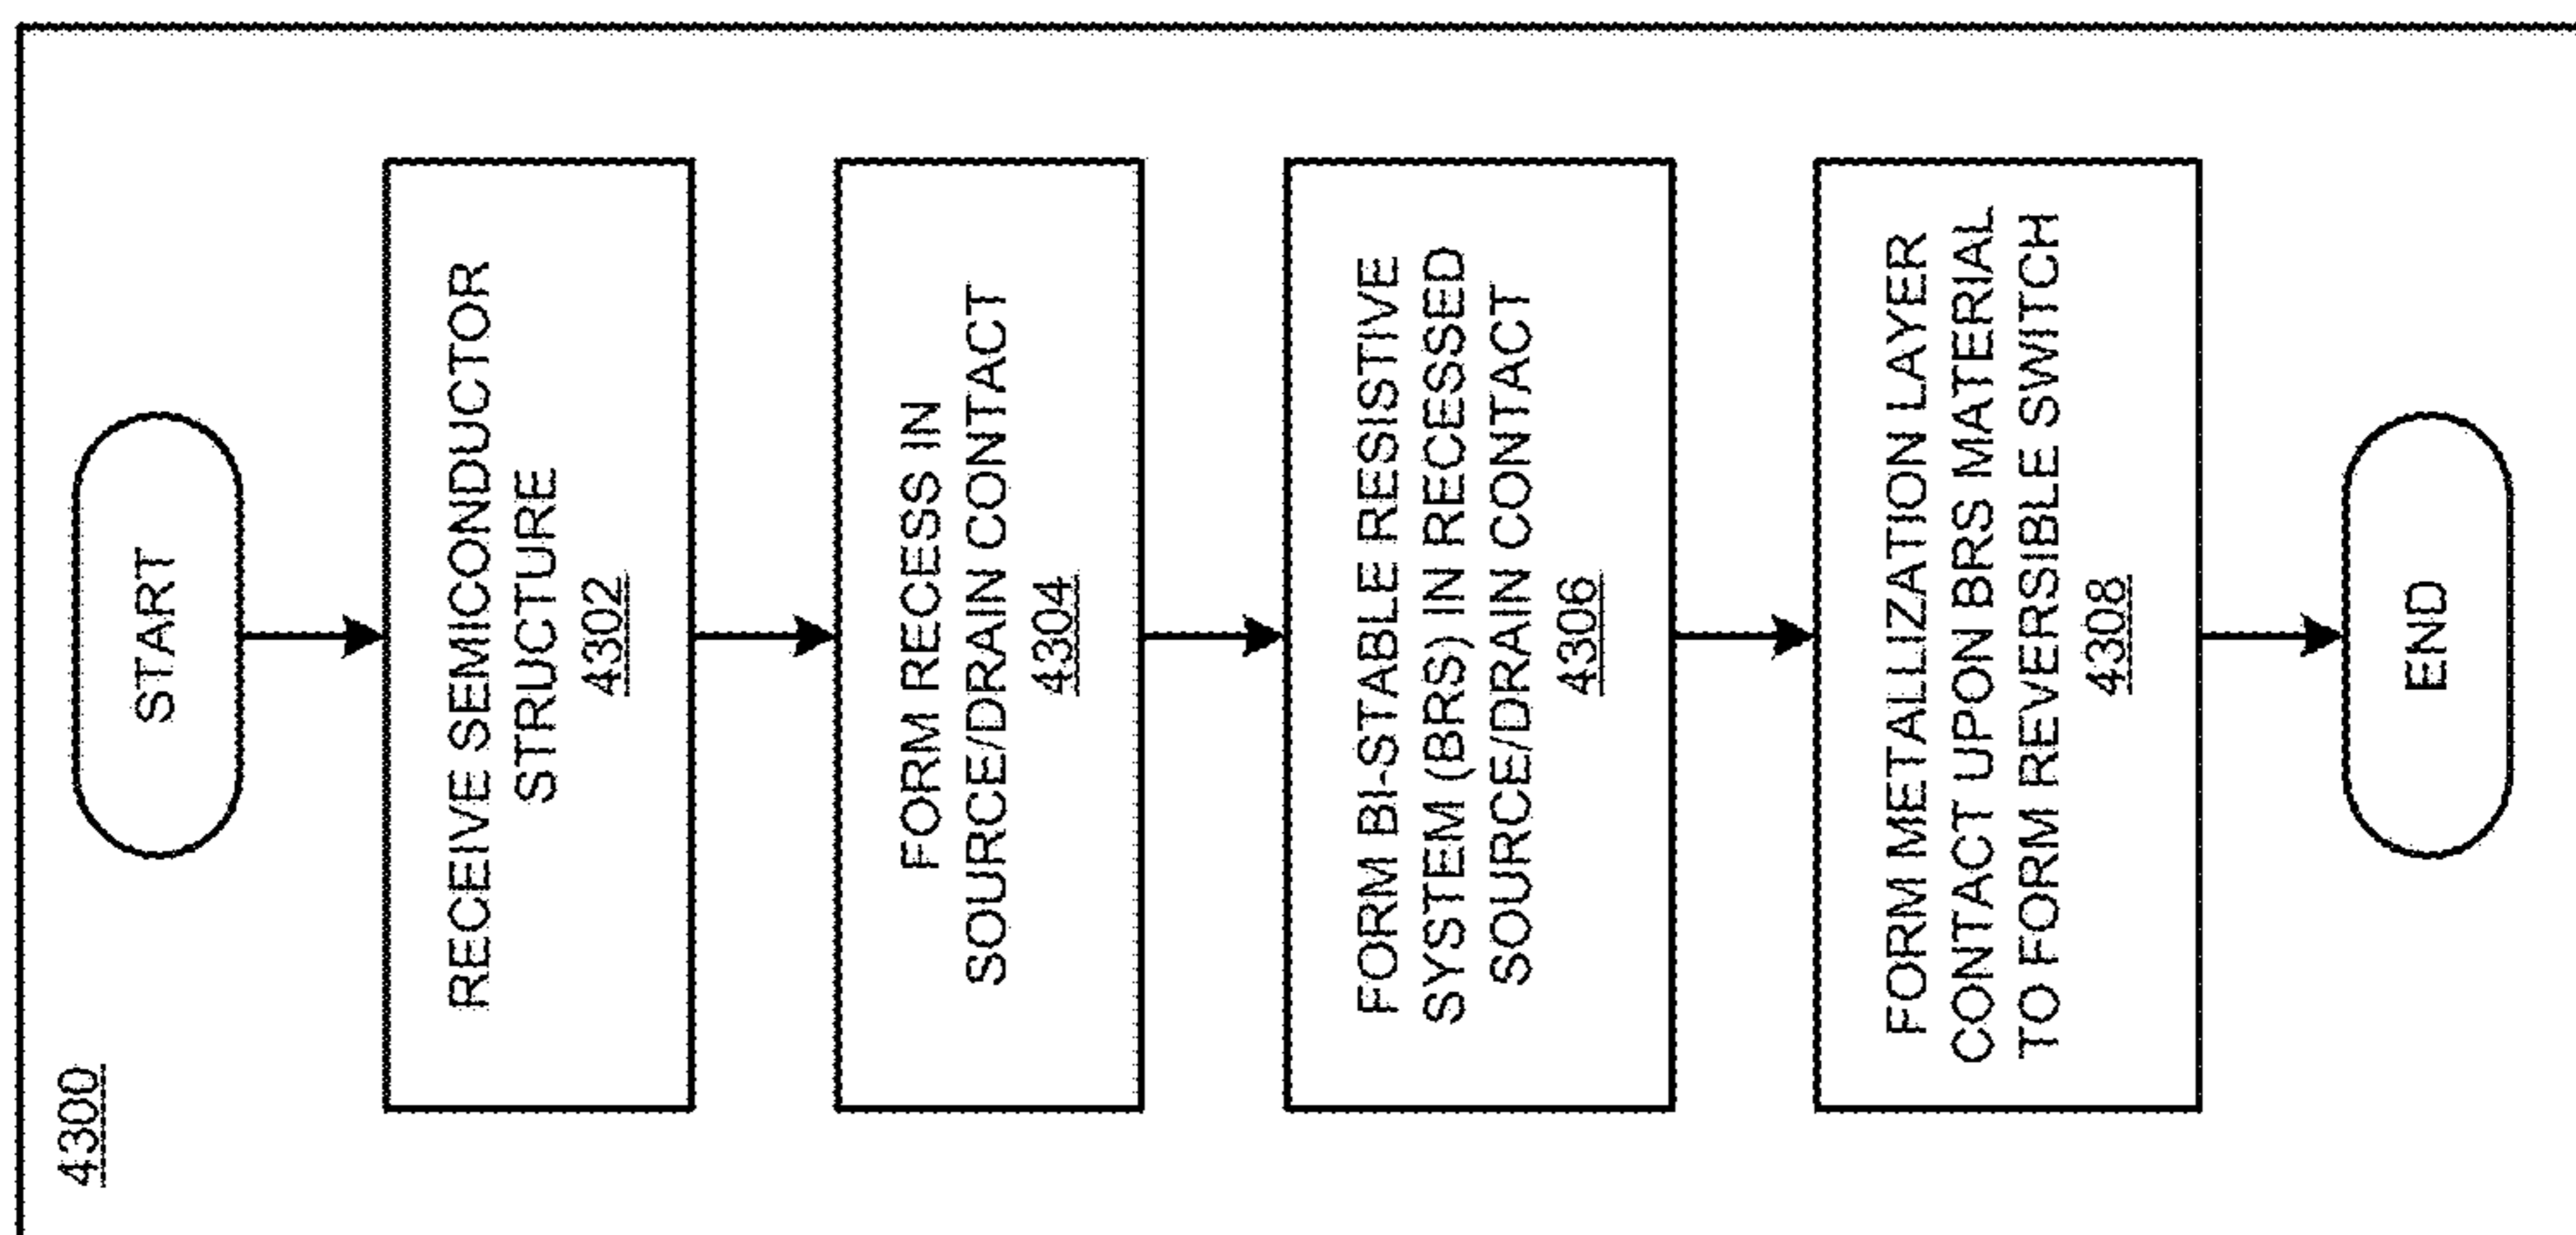 4300
START
RECEIVE SEMICONDUCTOR
STRUCTURE
4302
FORM RECESS IN
SOURCE/DRAIN CONTACT
4304
FORM BI-STABLE RESISTIVE
SYSTEM (BRS) IN RECESSED
SOURCE/DRAIN CONTACT
4306
FORM METALLIZATION LAYER
CONTACT UPON BRS MATERIAL
TO FORM REVERSIBLE SWITCH
4308
END